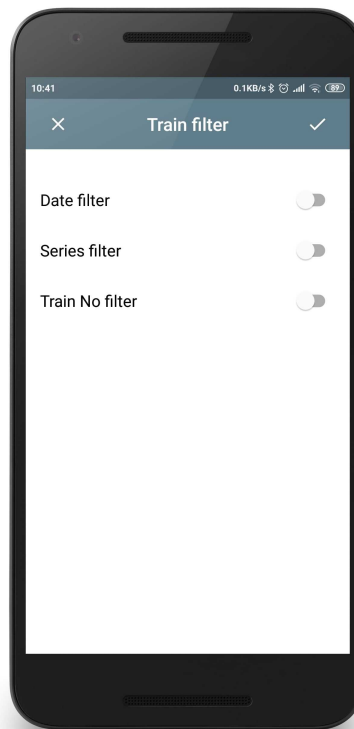 10:41 0.1KB/s 89
Train filter
Date filter
Series filter
Train No filter